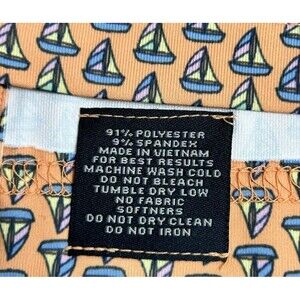 91% POLYESTER
9% SPANDEX
MADE IN VIETNAM
FOR BEST RESULTS
MACHINE WASH COLD
DO NOT BLEACH
TUMBLE DRY LOW
NO FABRIC
SOFTNERS
DO NOT DRY CLEAN
DO NOT IRON